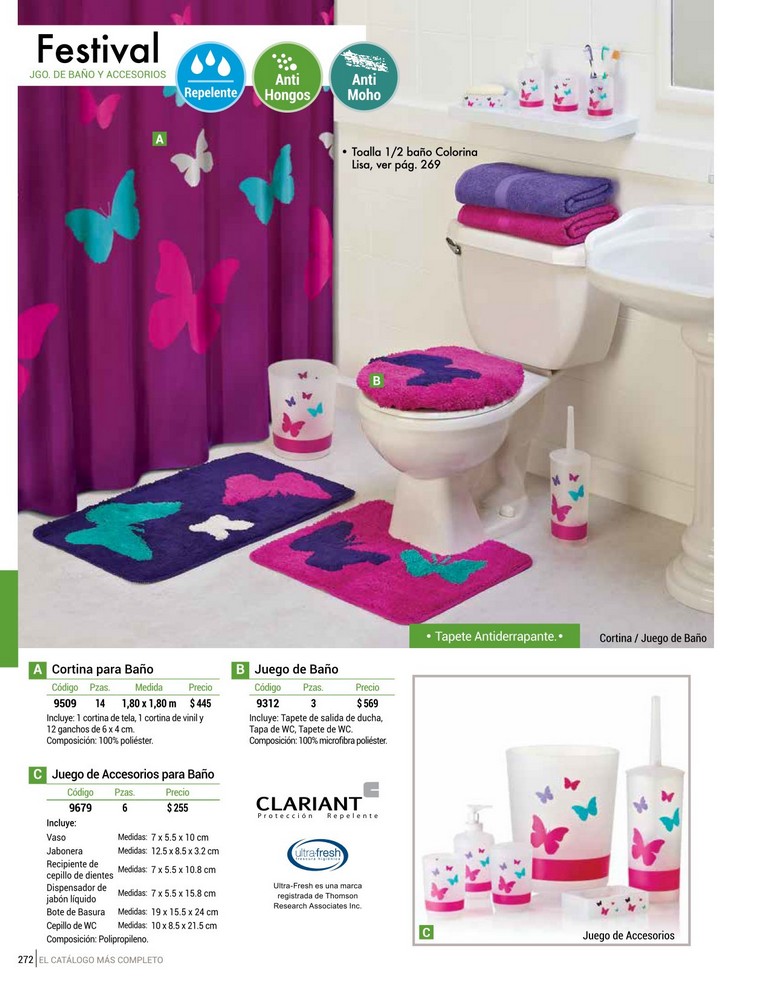 Festival
JGO. DE BAÑO Y ACCESORIOS
Repelente
Anti
Hongos
Anti
Moho
A
• Toalla 1/2 baño Colorina
Lisa, ver pág. 269
B
• Tapete Antiderrapante. •
Cortina / Juego de Baño
A Cortina para Baño
Código Pzas. Medida Precio
9509 14 1,80 x 1,80 m $ 445
Incluye: 1 cortina de tela, 1 cortina de vinil y
12 ganchos de 6 x 4 cm.
Composición: 100% poliéster.
B Juego de Baño
Código Pzas. Precio
9312 3 $ 569
Incluye: Tapete de salida de ducha,
Tapa de WC, Tapete de WC.
Composición: 100% microfibra poliéster.
C Juego de Accesorios para Baño
Código Pzas. Precio
9679 6 $ 255
Incluye:
Vaso Medidas: 7 x 5.5 x 10 cm
Jabonera Medidas: 12.5 x 8.5 x 3.2 cm
Recipiente de
cepillo de dientes Medidas: 7 x 5.5 x 10.8 cm
Dispensador de
jabón líquido Medidas: 7 x 5.5 x 15.8 cm
Bote de Basura Medidas: 19 x 15.5 x 24 cm
Cepillo de WC Medidas: 10 x 8.5 x 21.5 cm
Composición: Polipropileno.
CLARIANT
Protección Repelente
ultra-fresh
Ultra-Fresh es una marca
registrada de Thomson
Research Associates Inc.
C
Juego de Accesorios
272 EL CATÁLOGO MÁS COMPLETO